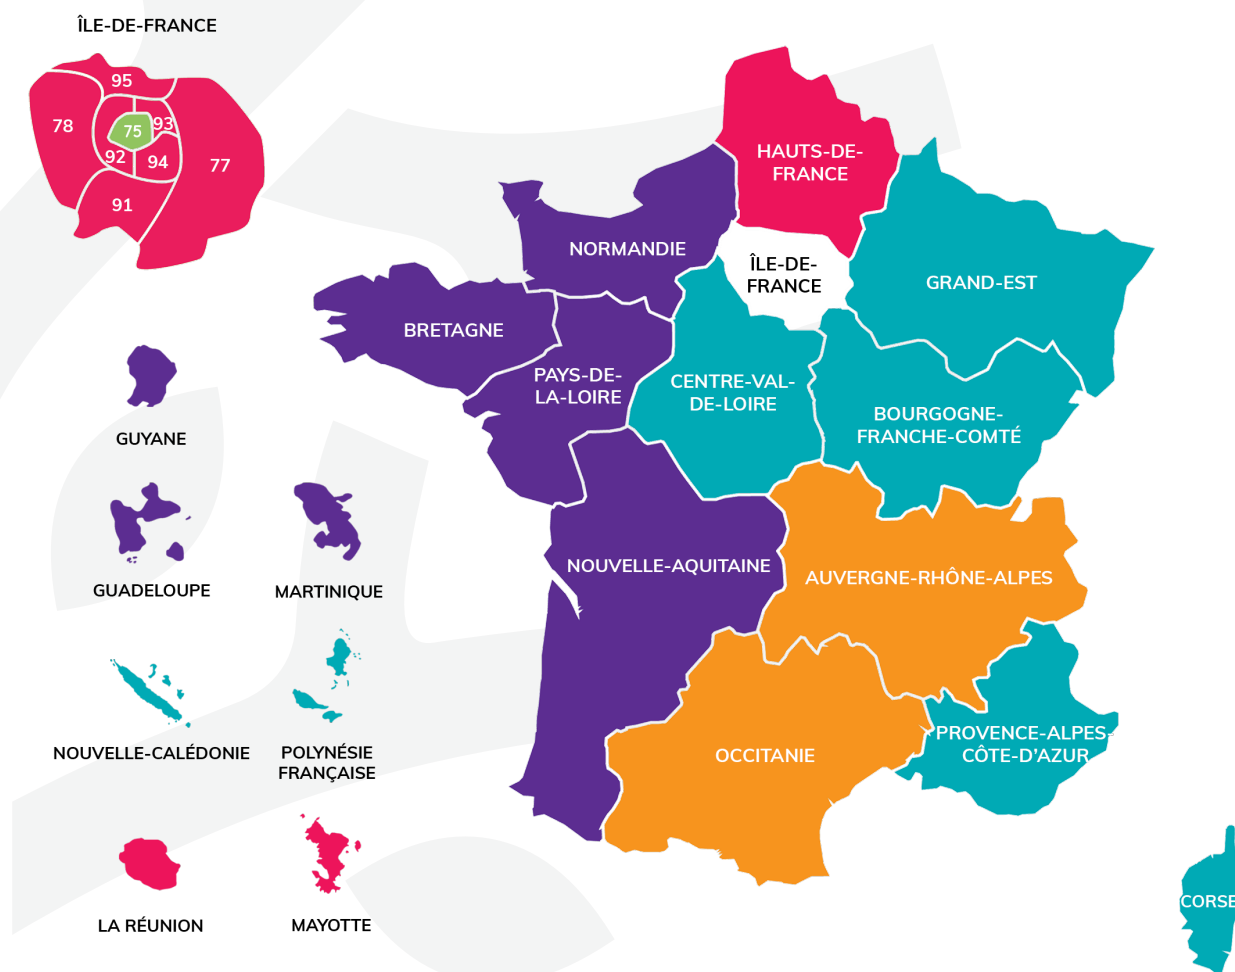 ÎLE-DE-FRANCE
95
78
75
93
92
94
77
91
HAUTS-DE-
FRANCE
NORMANDIE
ÎLE-DE-
FRANCE
GRAND-EST
BRETAGNE
PAYS-DE-
LA-LOIRE
CENTRE-VAL-
DE-LOIRE
BOURGOGNE-
FRANCHE-COMTÉ
GUYANE
NOUVELLE-AQUITAINE
AUVERGNE-RHÔNE-ALPES
GUADELOUPE
MARTINIQUE
OCCITANIE
PROVENCE-ALPES-
CÔTE-D'AZUR
NOUVELLE-CALÉDONIE
POLYNÉSIE
FRANÇAISE
CORSE
LA RÉUNION
MAYOTTE